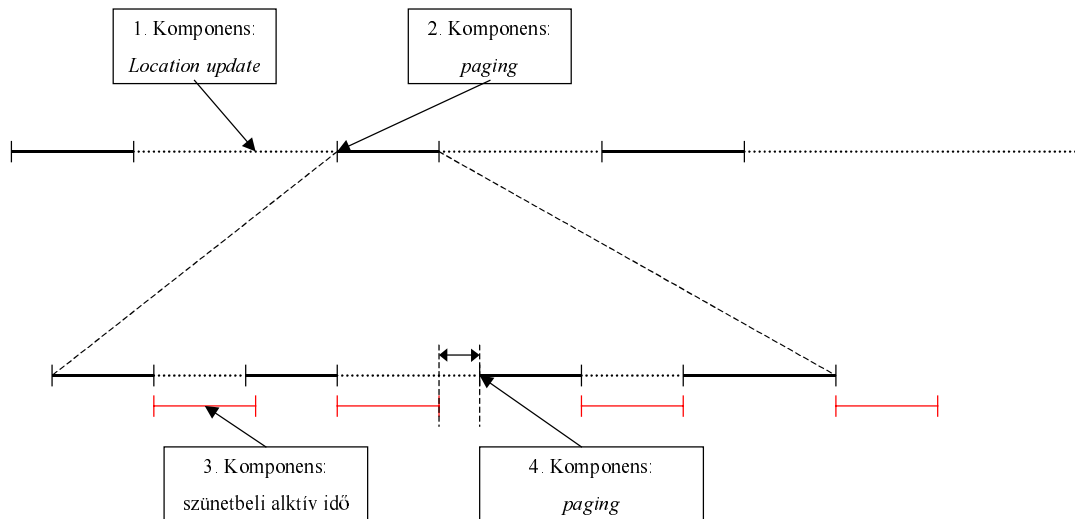 1. Komponens:
Location update
2. Komponens:
paging
3. Komponens:
szünetbeli alktív idő
4. Komponens:
paging